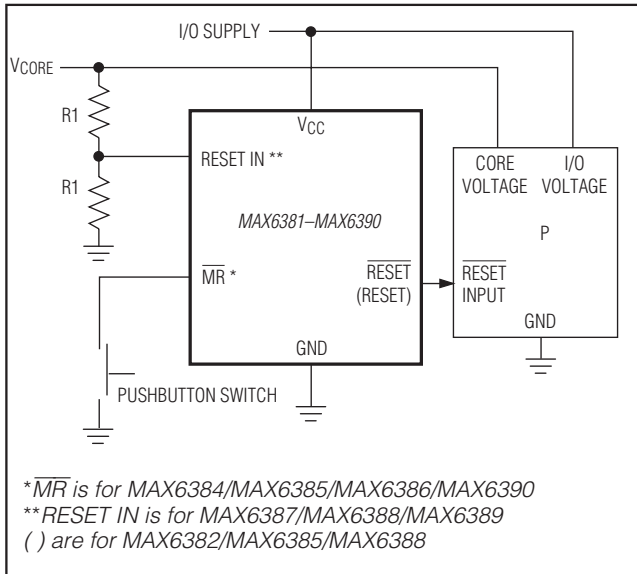 I/O SUPPLY
VCORE
R1
VCC
RESET IN **
R1
MAX6381–MAX6390
CORE VOLTAGE
I/O VOLTAGE
P
MR *
RESET
(RESET)
RESET INPUT
GND
GND
PUSHBUTTON SWITCH
*MR is for MAX6384/MAX6385/MAX6386/MAX6390
**RESET IN is for MAX6387/MAX6388/MAX6389
( ) are for MAX6382/MAX6385/MAX6388